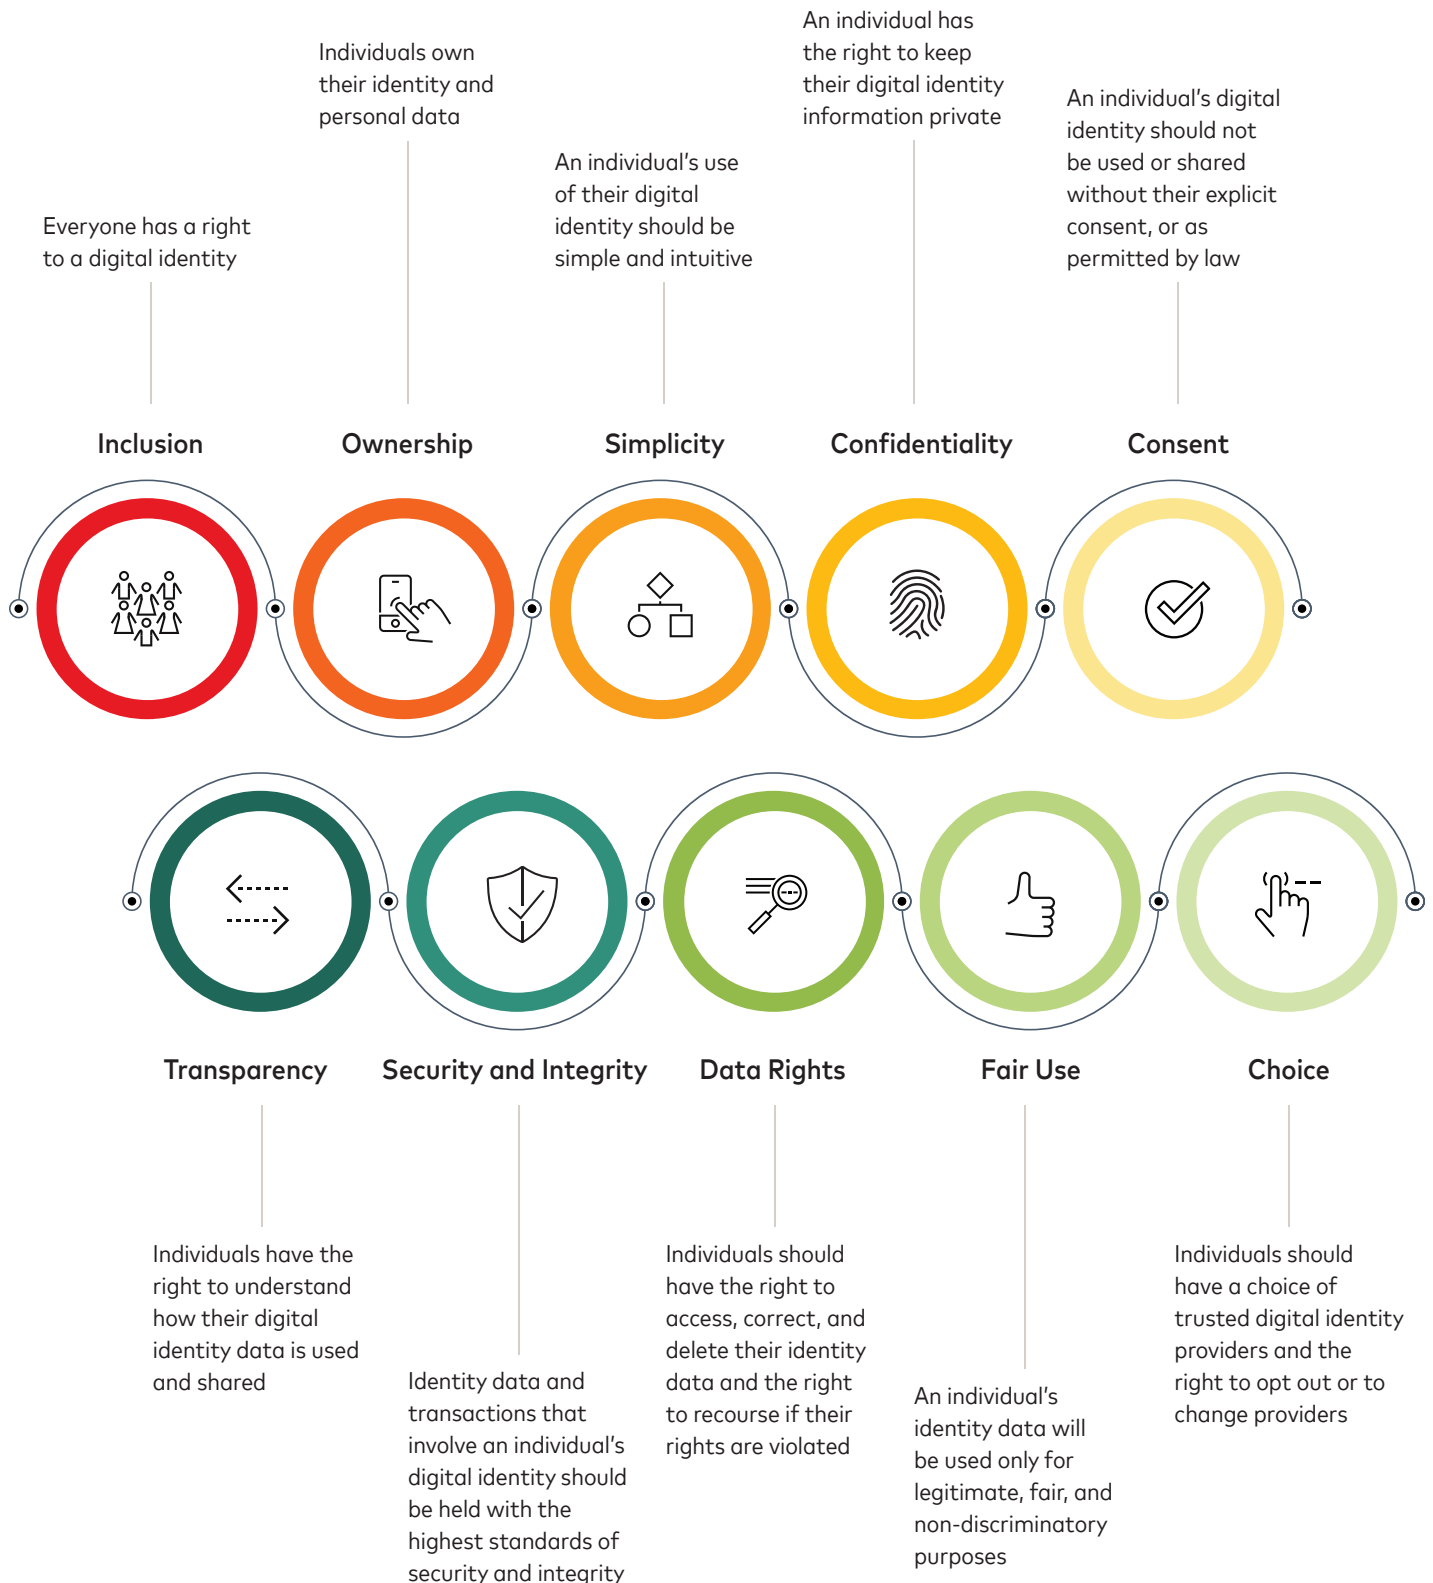 Everyone has a right
to a digital identity
Inclusion
Individuals own
their identity and
personal data
Ownership
An individual’s use
of their digital
identity should be
simple and intuitive
Simplicity
An individual has
the right to keep
their digital identity
information private
Confidentiality
An individual’s digital
identity should not
be used or shared
without their explicit
consent, or as
permitted by law
Consent
Transparency
Individuals have the
right to understand
how their digital
identity data is used
and shared
Security and Integrity
Identity data and
transactions that
involve an individual’s
digital identity should
be held with the
highest standards of
security and integrity
Data Rights
Individuals should
have the right to
access, correct, and
delete their identity
data and the right
to recourse if their
rights are violated
Fair Use
An individual’s
identity data will
be used only for
legitimate, fair, and
non-discriminatory
purposes
Choice
Individuals should
have a choice of
trusted digital identity
providers and the
right to opt out or to
change providers